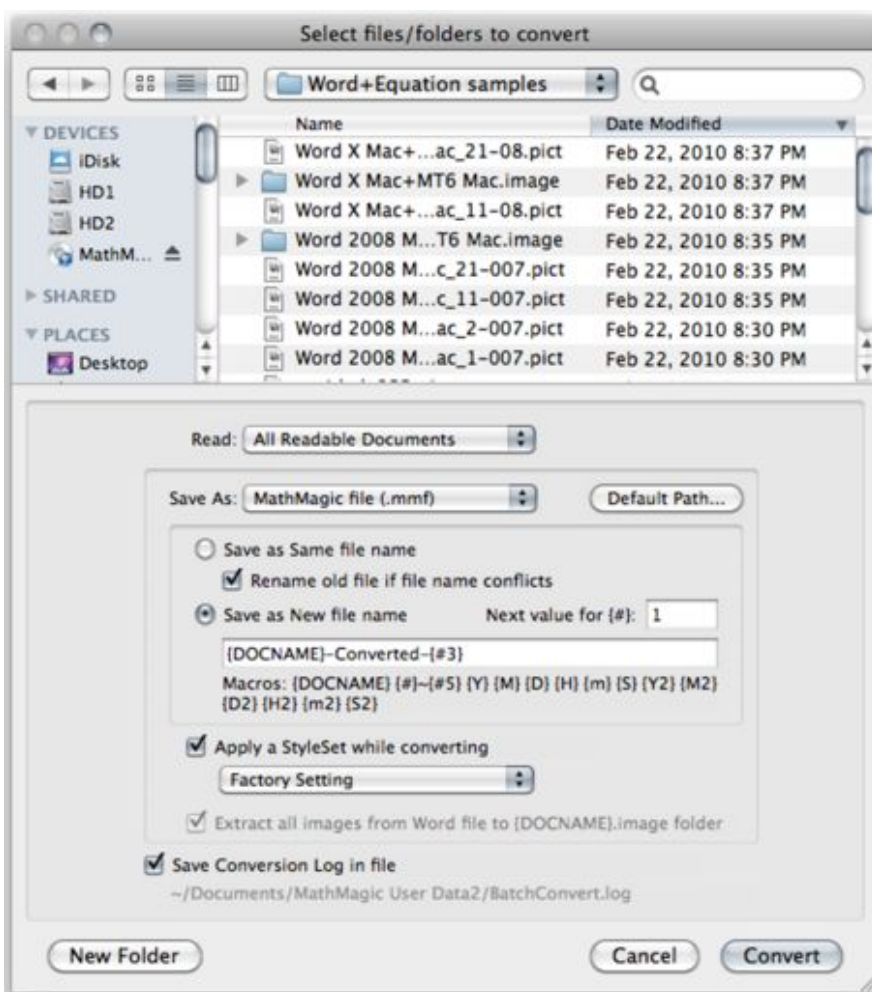 Select files/folders to convert
Word+Equation samples
Name Date Modified
DEVICES
iDisk
HD1
HD2
MathM...
SHARED
PLACES
Desktop
Word X Mac+...ac_21-08.pict Feb 22, 2010 8:37 PM
Word X Mac+MT6 Mac.image Feb 22, 2010 8:37 PM
Word X Mac+...ac_11-08.pict Feb 22, 2010 8:37 PM
Word 2008 M...T6 Mac.image Feb 22, 2010 8:35 PM
Word 2008 M...c_21-007.pict Feb 22, 2010 8:35 PM
Word 2008 M...c_11-007.pict Feb 22, 2010 8:35 PM
Word 2008 M...ac_2-007.pict Feb 22, 2010 8:30 PM
Word 2008 M...ac_1-007.pict Feb 22, 2010 8:30 PM
Read: All Readable Documents
Save As: MathMagic file (.mmf) Default Path...
Save as Same file name
Rename old file if file name conflicts
Save as New file name Next value for {#}: 1
{DOCNAME}-Converted-{#3}
Macros: {DOCNAME} {#}~{#5} {Y} {M} {D} {H} {m} {S} {Y2} {M2}
{D2} {H2} {m2} {S2}
Apply a StyleSet while converting
Factory Setting
Extract all images from Word file to {DOCNAME}.image folder
Save Conversion Log in file
~/Documents/MathMagic User Data2/BatchConvert.log
New Folder Cancel Convert